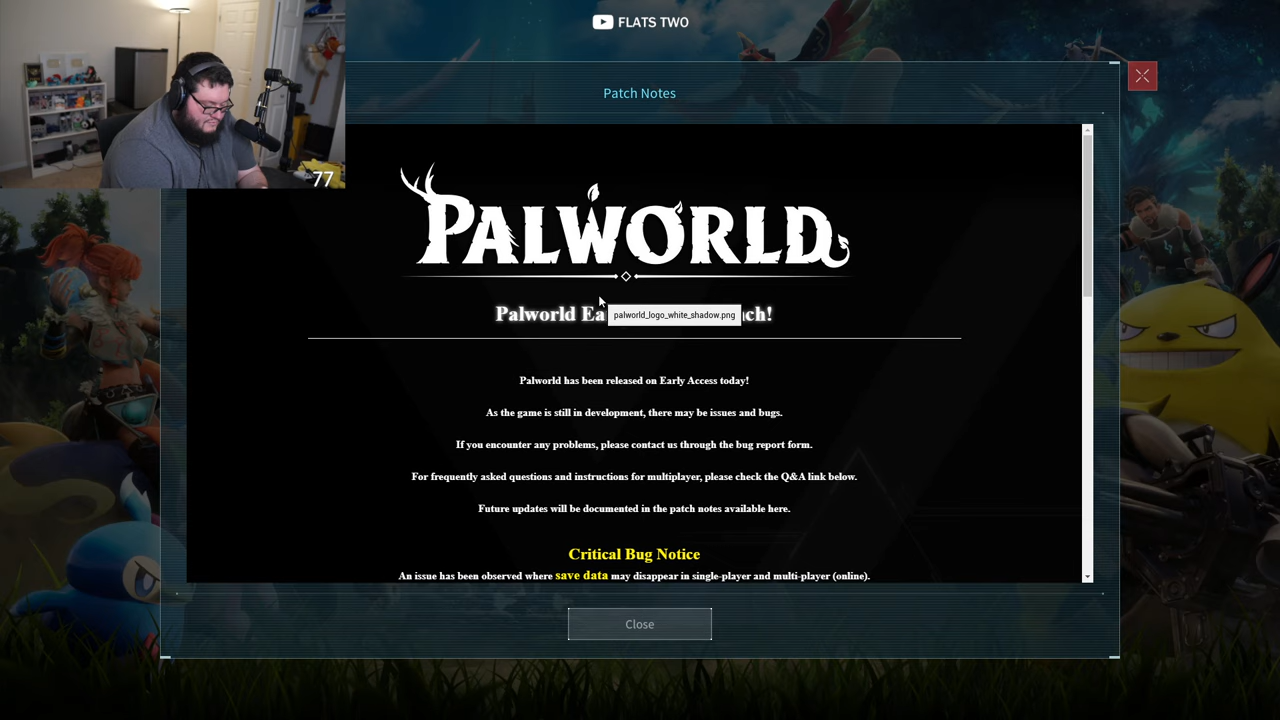 FLATS TWO
Patch Notes
77
PALWORLD
Palworld Ea ch!
palworld_logo_white_shadow.png
Palworld has been released on Early Access today!
As the game is still in development, there may be issues and bugs.
If you encounter any problems, please contact us through the bug report form.
For frequently asked questions and instructions for multiplayer, please check the Q&A link below.
Future updates will be documented in the patch notes available here.
Critical Bug Notice
An issue has been observed where save data may disappear in single-player and multi-player (online).
Close